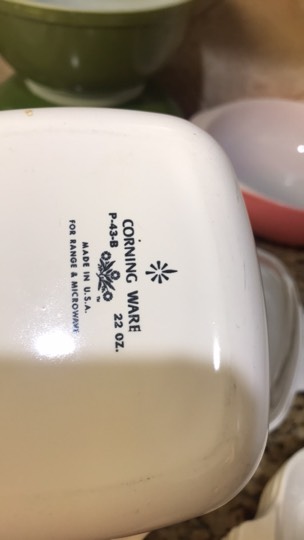 CORNING WARE
P-43-B 22 OZ.
MADE IN U.S.A.
FOR RANGE & MICROWAVE